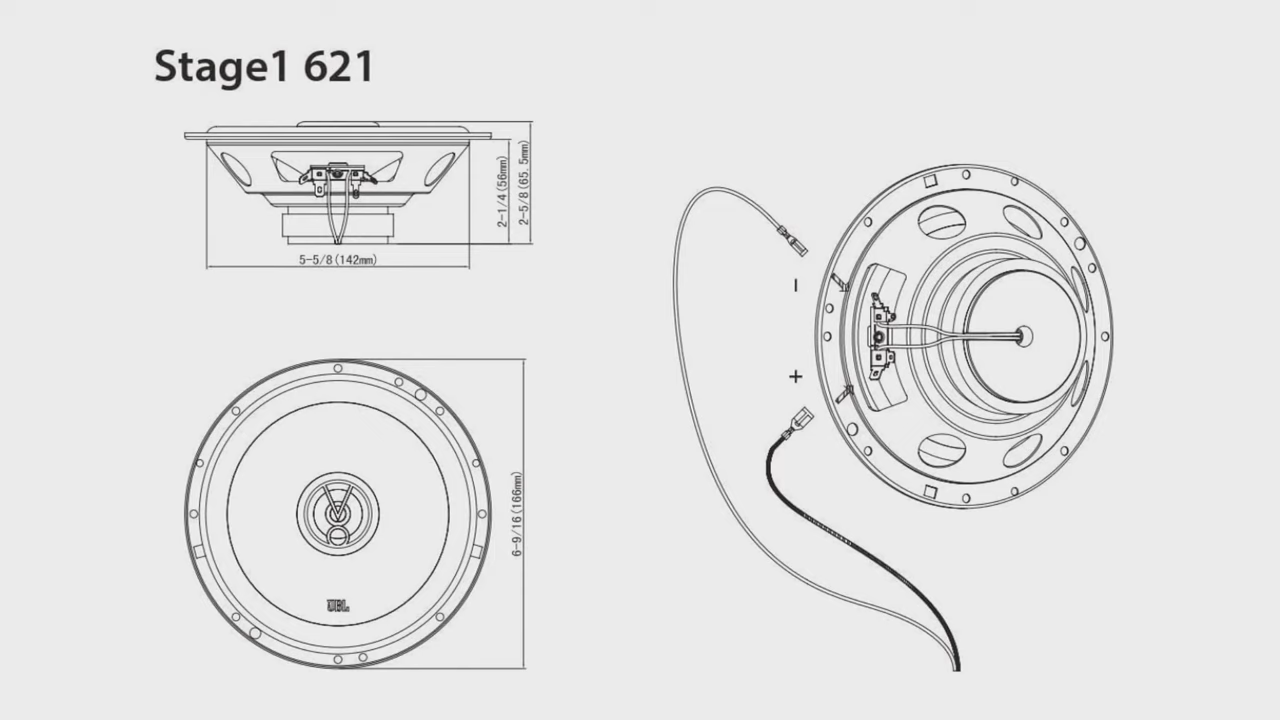 Stage1 621
2-1/4(56mm)
2-5/8(65.5mm)
5-5/8(142mm)
−
+
6-9/16(166mm)
JBL